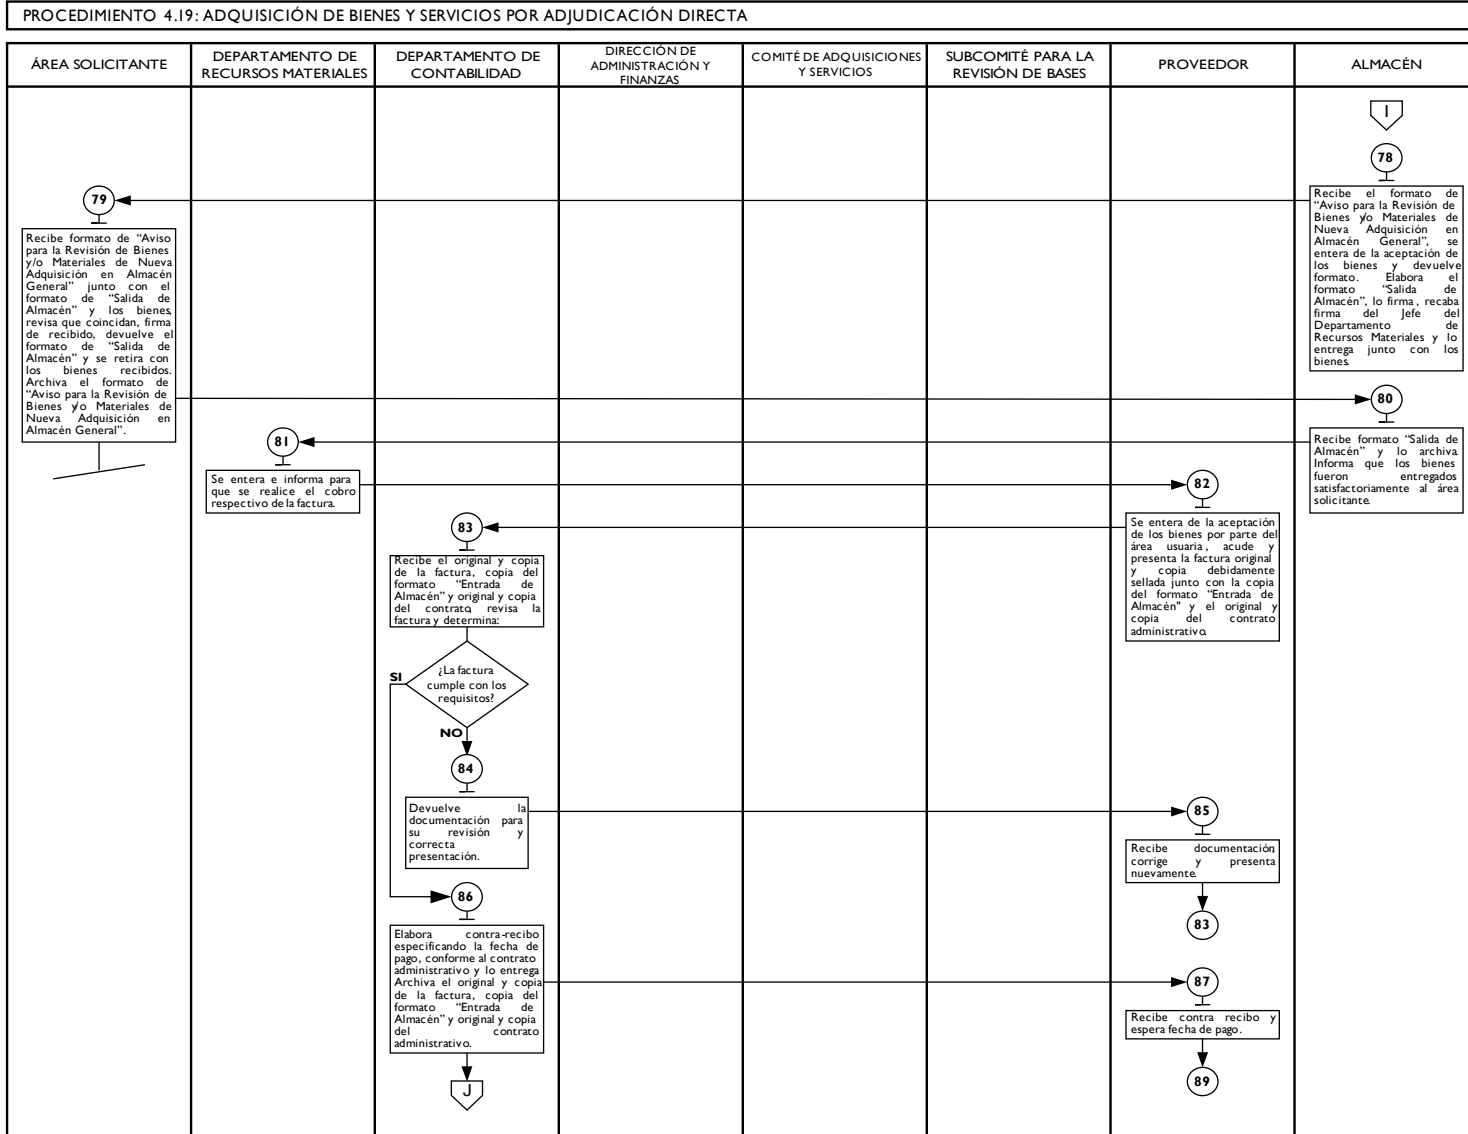 PROCEDIMIENTO 4.19: ADQUISICIÓN DE BIENES Y SERVICIOS POR ADJUDICACIÓN DIRECTA
ÁREA SOLICITANTE
DEPARTAMENTO DE
RECURSOS MATERIALES
DEPARTAMENTO DE
CONTABILIDAD
DIRECCIÓN DE
ADMINISTRACIÓN Y
FINANZAS
COMITÉ DE ADQUISICIONES
Y SERVICIOS
SUBCOMITÉ PARA LA
REVISIÓN DE BASES
PROVEEDOR
ALMACÉN
I
78
Recibe el formato de
“Aviso para la Revisión de
Bienes y/o Materiales de
Nueva Adquisición en
Almacén General”, se
entera de la aceptación de
los bienes y devuelve
formato. Elabora el
formato “Salida de
Almacén”, lo firma, recaba
firma del Jefe del
Departamento de
Recursos Materiales y lo
entrega junto con los
bienes.
79
Recibe formato de “Aviso
para la Revisión de Bienes
y/o Materiales de Nueva
Adquisición en Almacén
General” junto con el
formato de “Salida de
Almacén” y los bienes,
revisa que coincidan, firma
de recibido, devuelve el
formato de “Salida de
Almacén” y se retira con
los bienes recibidos.
Archiva el formato de
“Aviso para la Revisión de
Bienes y/o Materiales de
Nueva Adquisición en
Almacén General”.
80
Recibe formato “Salida de
Almacén” y lo archiva.
Informa que los bienes
fueron entregados
satisfactoriamente al área
solicitante.
81
Se entera e informa para
que se realice el cobro
respectivo de la factura.
82
Se entera de la aceptación
de los bienes por parte del
área usuaria, acude y
presenta la factura original
y copia debidamente
sellada junto con la copia
del formato “Entrada de
Almacén" y el original y
copia del contrato
administrativo.
83
Recibe el original y copia
de la factura, copia del
formato “Entrada de
Almacén” y original y copia
del contrato, revisa la
factura y determina:
¿La factura
cumple con los
requisitos?
SI
NO
84
Devuelve la
documentación para
su revisión y
correcta
presentación.
85
Recibe documentación,
corrige y presenta
nuevamente.
83
86
Elabora contra-recibo
especificando la fecha de
pago, conforme al contrato
administrativo y lo entrega.
Archiva el original y copia
de la factura, copia del
formato “Entrada de
Almacén” y original y copia
del contrato
administrativo.
87
Recibe contra recibo y
espera fecha de pago.
89
J